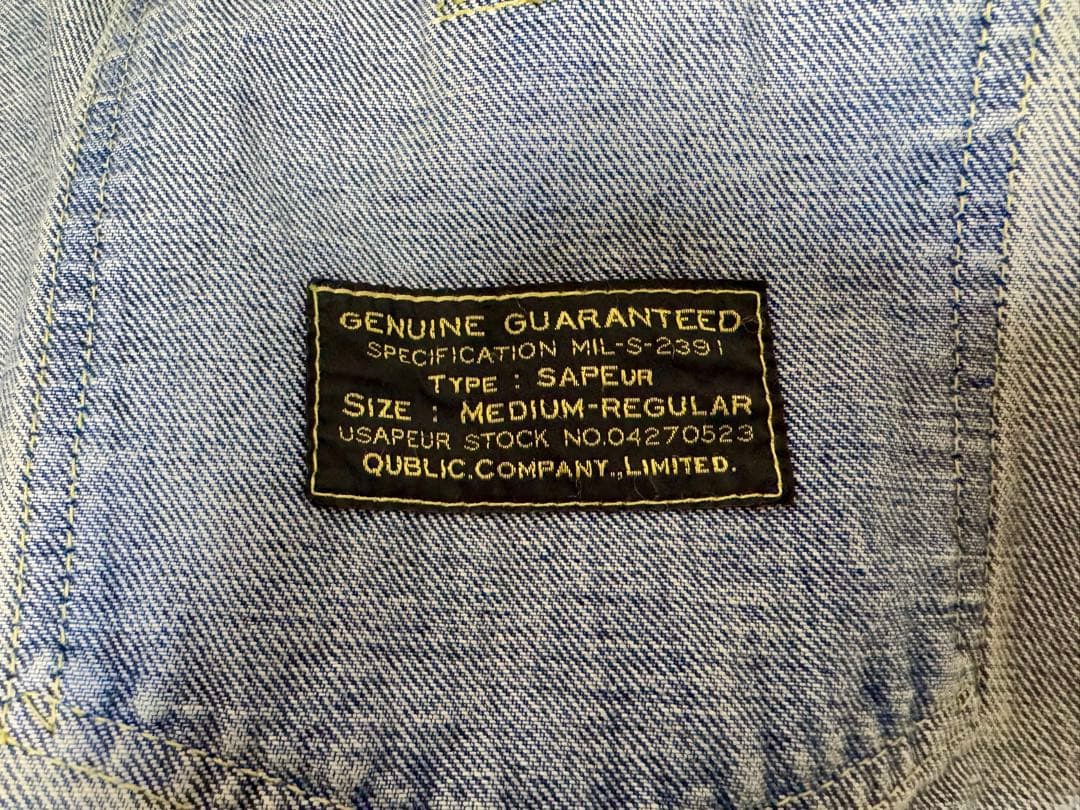 GENUINE GUARANTEED
SPECIFICATION MIL-S-2391
TYPE : SAPEUR
SIZE : MEDIUM-REGULAR
USAPEUR STOCK NO.04270523
QUBLIC.COMPANY.,LIMITED.